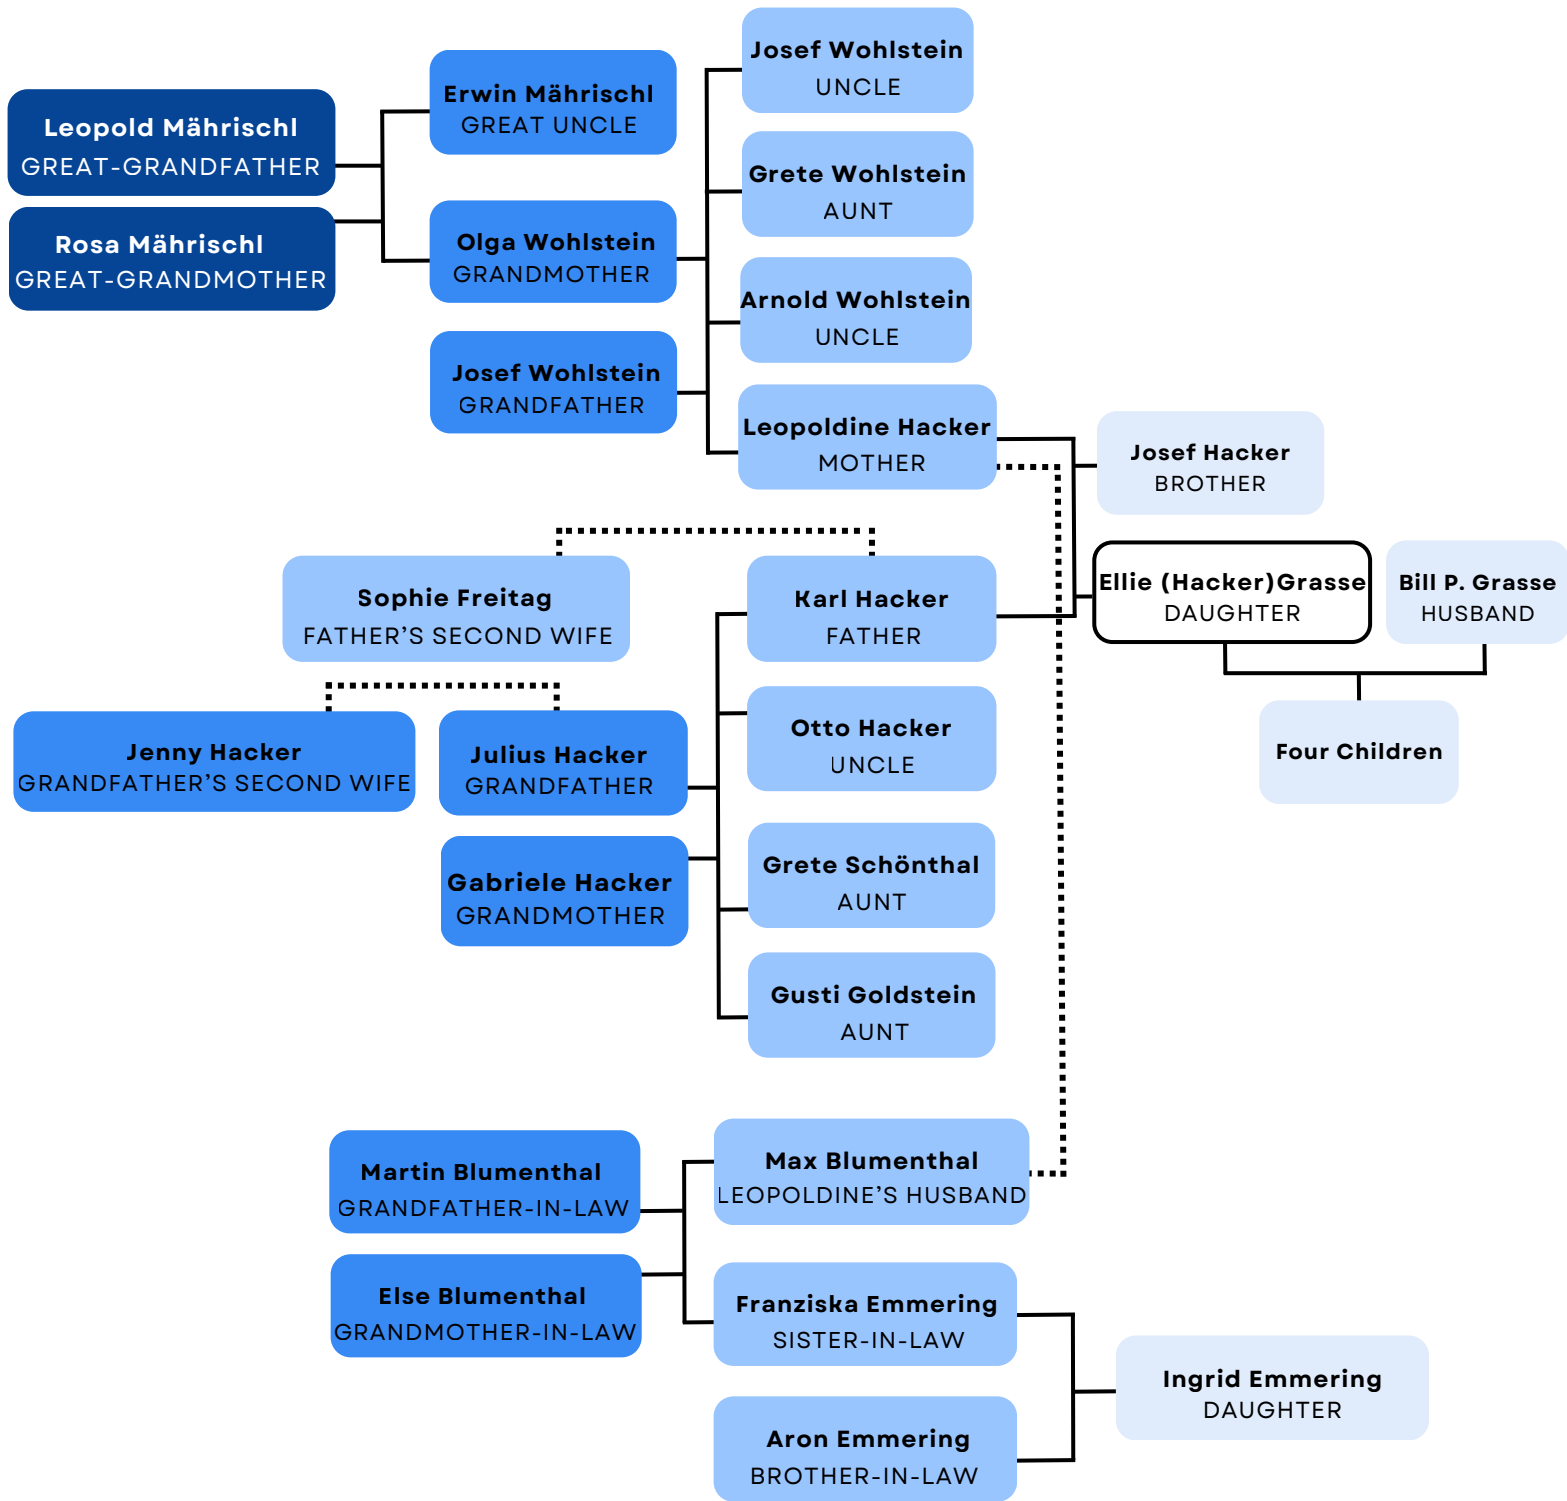 Josef Wohlstein
UNCLE
Erwin Mährischl
GREAT UNCLE
Leopold Mährischl
GREAT-GRANDFATHER
Grete Wohlstein
AUNT
Rosa Mährischl
GREAT-GRANDMOTHER
Olga Wohlstein
GRANDMOTHER
Arnold Wohlstein
UNCLE
Josef Wohlstein
GRANDFATHER
Leopoldine Hacker
MOTHER
Josef Hacker
BROTHER
Sophie Freitag
FATHER’S SECOND WIFE
Karl Hacker
FATHER
Ellie (Hacker)Grasse
DAUGHTER
Bill P. Grasse
HUSBAND
Jenny Hacker
GRANDFATHER’S SECOND WIFE
Julius Hacker
GRANDFATHER
Otto Hacker
UNCLE
Four Children
Gabriele Hacker
GRANDMOTHER
Grete Schönthal
AUNT
Gusti Goldstein
AUNT
Martin Blumenthal
GRANDFATHER-IN-LAW
Max Blumenthal
LEOPOLDINE’S HUSBAND
Else Blumenthal
GRANDMOTHER-IN-LAW
Franziska Emmering
SISTER-IN-LAW
Ingrid Emmering
DAUGHTER
Aron Emmering
BROTHER-IN-LAW